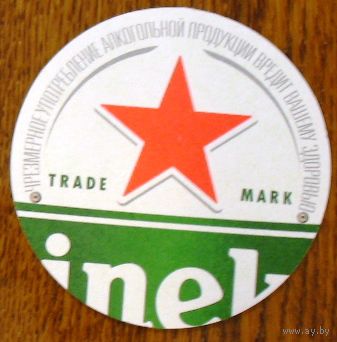 ЧРЕЗМЕРНОЕ УПОТРЕБЛЕНИЕ АЛКОГОЛЬНОЙ ПРОДУКЦИИ ВРЕДИТ ВАШЕМУ ЗДОРОВЬЮ
TRADE MARK
inek
© www.ay.by